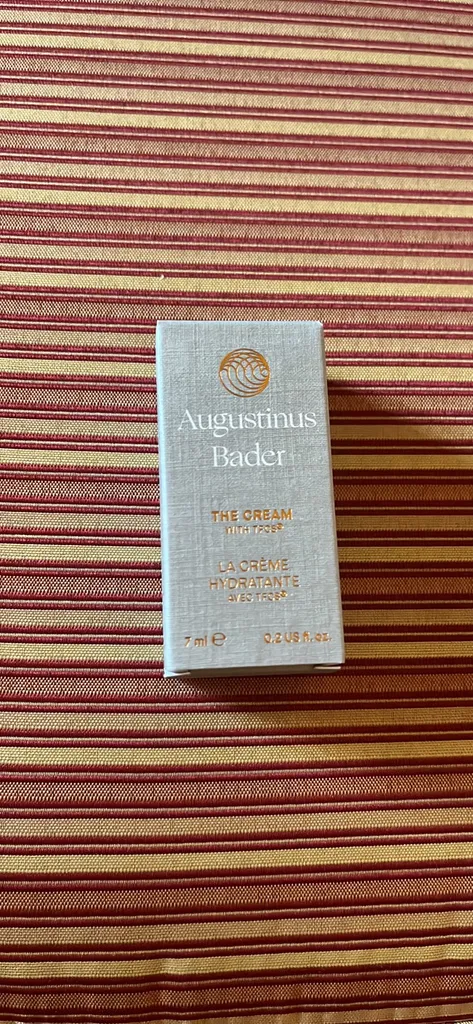 Augustinus
Bader
THE CREAM
WITH TFC8®
LA CRÈME
HYDRATANTE
AVEC TFC8®
7 ml ℮ 0.2 US fl. oz.